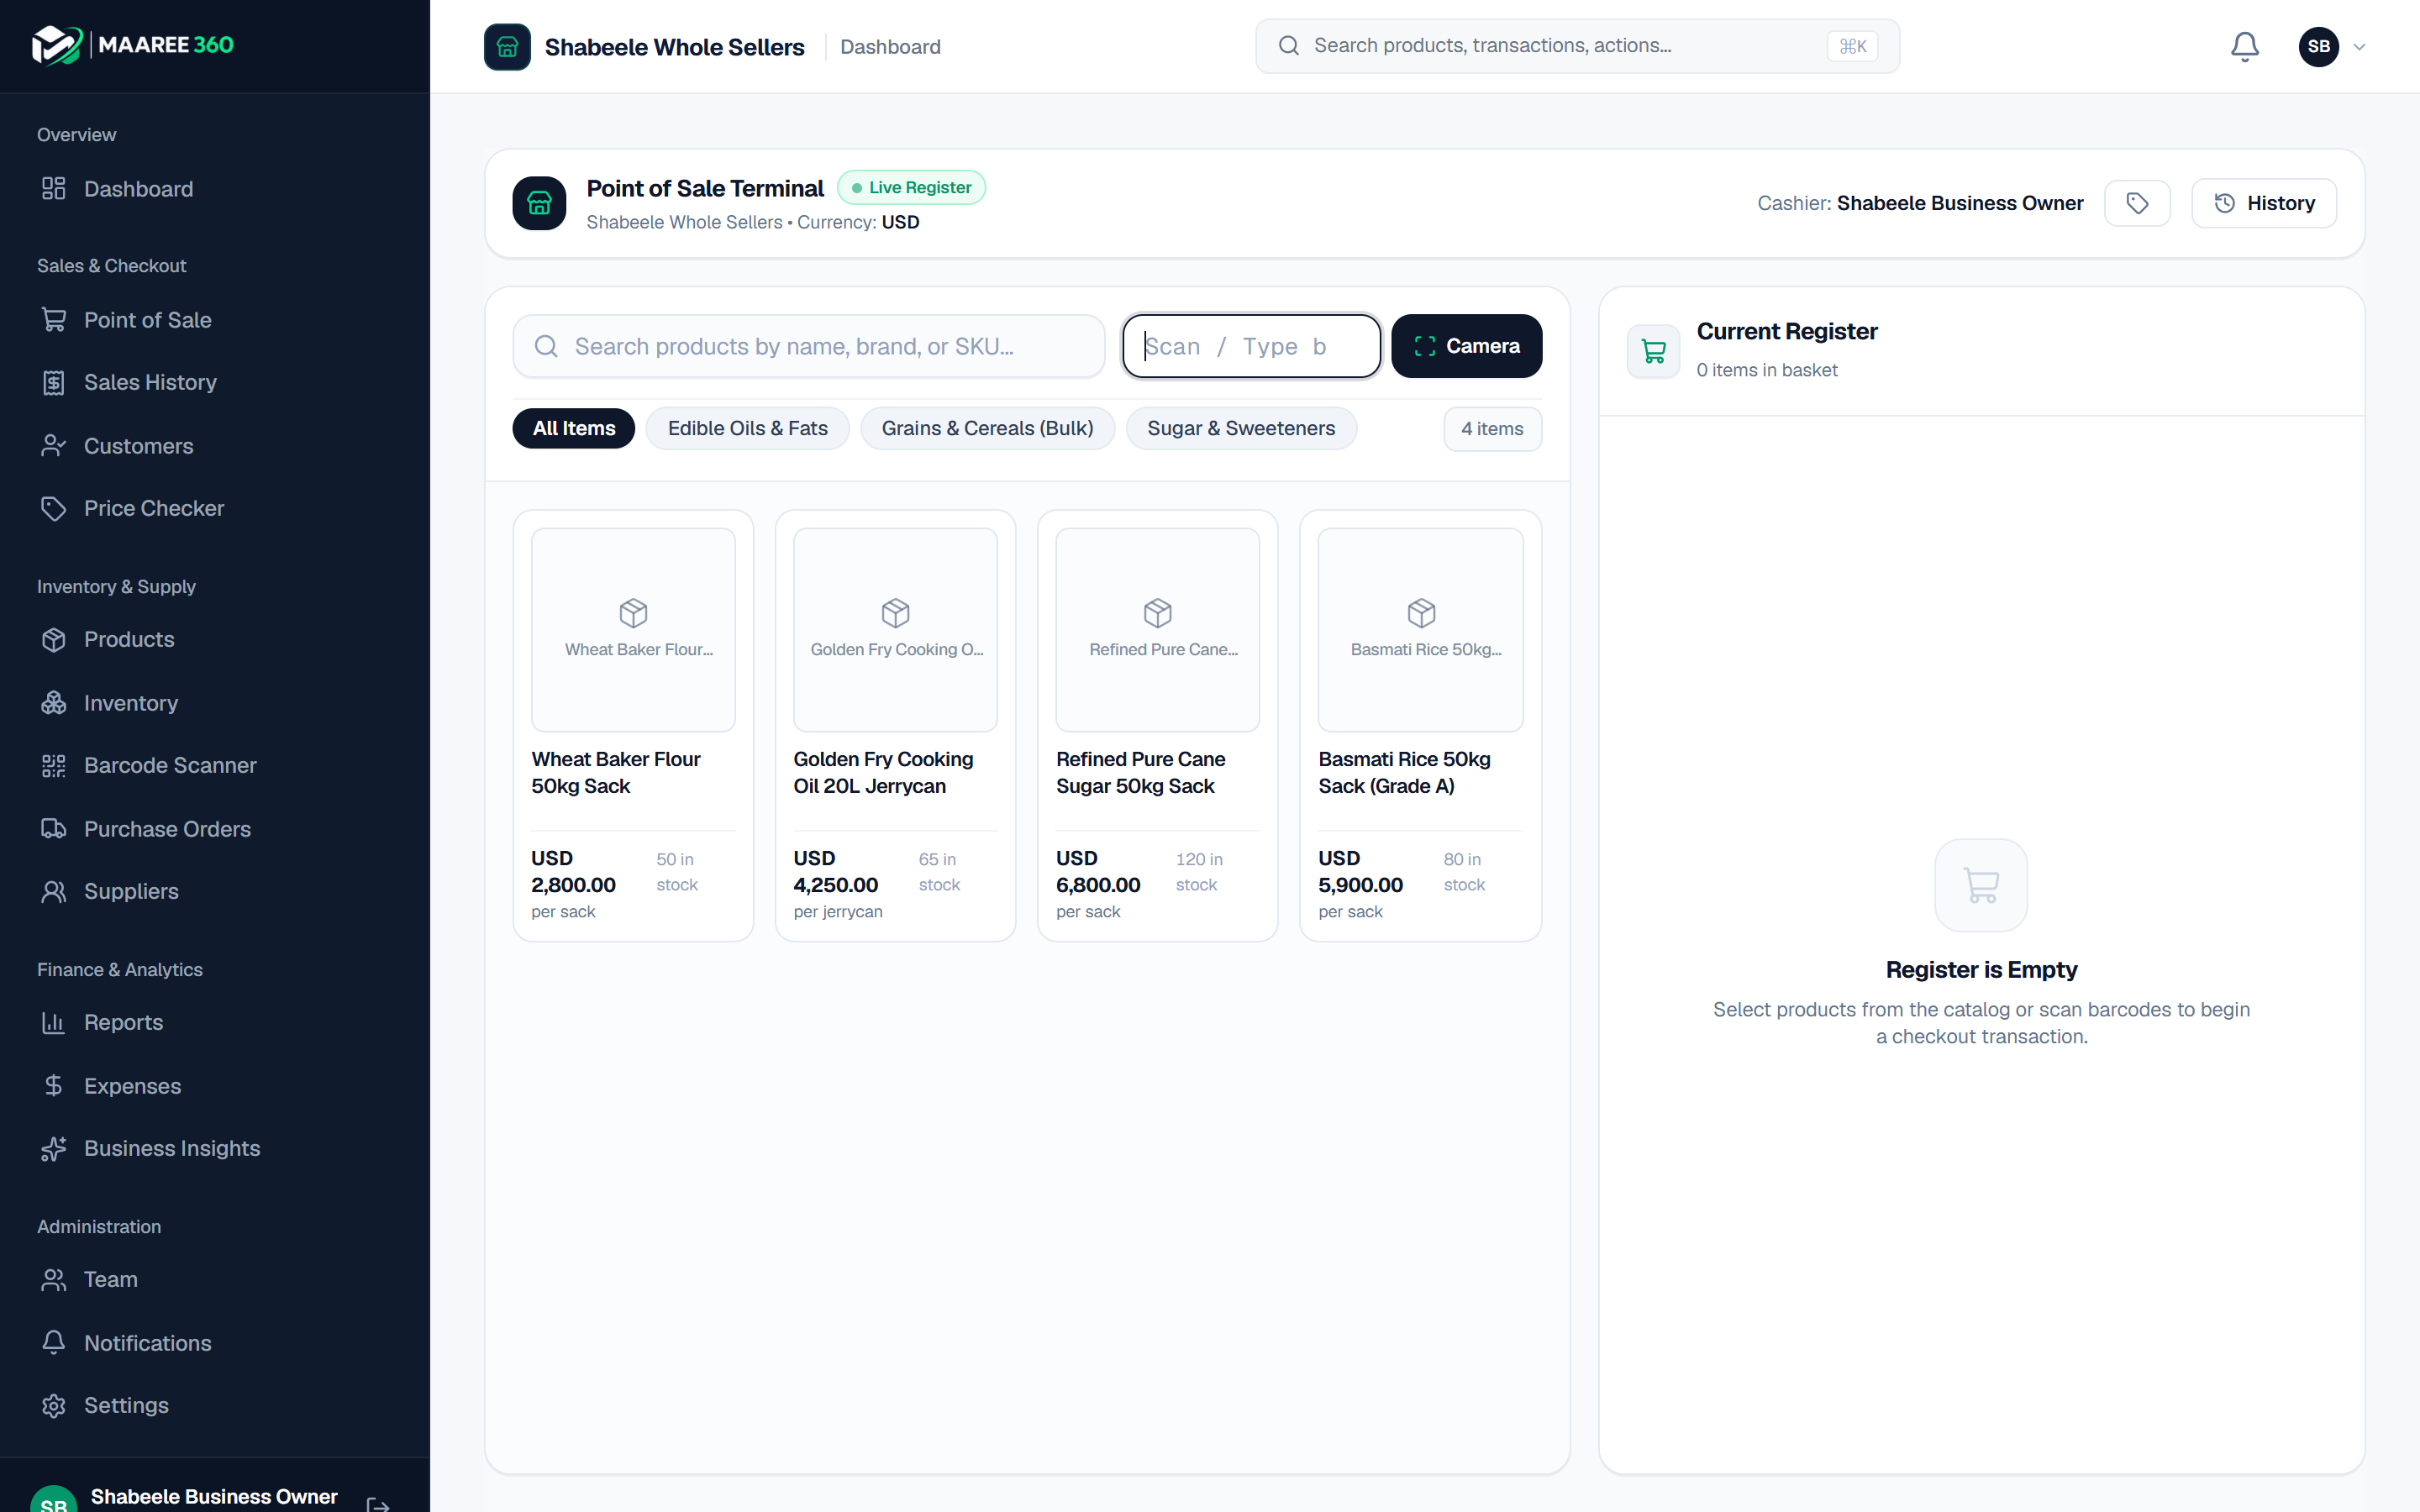 MAAREE 360
Shabeele Whole Sellers
Dashboard
Search products, transactions, actions...
⌘K
SB
Overview
Dashboard
Sales & Checkout
Point of Sale
Sales History
Customers
Price Checker
Inventory & Supply
Products
Inventory
Barcode Scanner
Purchase Orders
Suppliers
Finance & Analytics
Reports
Expenses
Business Insights
Administration
Team
Notifications
Settings
SB
Shabeele Business Owner
Point of Sale Terminal
Live Register
Shabeele Whole Sellers • Currency: USD
Cashier: Shabeele Business Owner
History
Search products by name, brand, or SKU...
Scan / Type b
Camera
All Items
Edible Oils & Fats
Grains & Cereals (Bulk)
Sugar & Sweeteners
4 items
Wheat Baker Flour...
Wheat Baker Flour
50kg Sack
USD
2,800.00
per sack
50 in
stock
Golden Fry Cooking O...
Golden Fry Cooking
Oil 20L Jerrycan
USD
4,250.00
per jerrycan
65 in
stock
Refined Pure Cane...
Refined Pure Cane
Sugar 50kg Sack
USD
6,800.00
per sack
120 in
stock
Basmati Rice 50kg...
Basmati Rice 50kg
Sack (Grade A)
USD
5,900.00
per sack
80 in
stock
Current Register
0 items in basket
Register is Empty
Select products from the catalog or scan barcodes to begin
a checkout transaction.